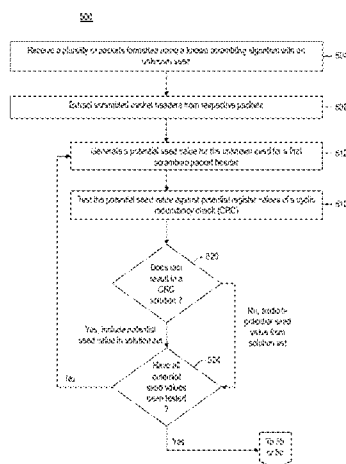 Receive a plurality of packets formatted using a known scrambling algorithm with an
unknown seed
Extract scrambled packet headers from respective packets
Generate a potential seed value for the unknown seed for a first
scrambled packet header
Test the potential seed value against potential register values of a cyclic
redundancy check (CRC)
Does test
result in a
CRC
solution ?
Yes, include potential
seed value in solution set
No, exclude
potential seed
value from
solution set
Have all
potential
seed values
been tested
?
No
Yes